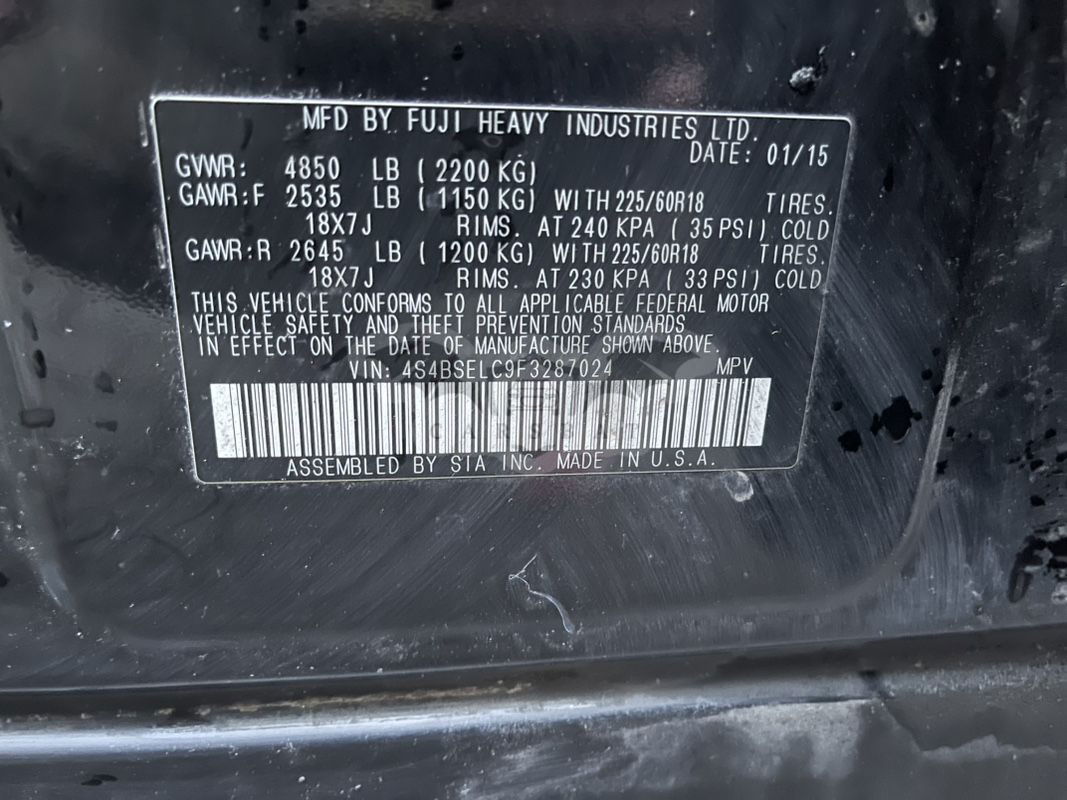 MFD BY FUJI HEAVY INDUSTRIES LTD.
DATE: 01/15
GVWR: 4850 LB (2200 KG)
GAWR:F 2535 LB (1150 KG) WITH 225/60R18 TIRES.
18X7J RIMS. AT 240 KPA (35 PSI) COLD
GAWR:R 2645 LB (1200 KG) WITH 225/60R18 TIRES.
18X7J RIMS. AT 230 KPA (33 PSI) COLD
THIS VEHICLE CONFORMS TO ALL APPLICABLE FEDERAL MOTOR
VEHICLE SAFETY AND THEFT PREVENTION STANDARDS
IN EFFECT ON THE DATE OF MANUFACTURE SHOWN ABOVE.
VIN: 4S4BSELC9F3287024 MPV
ASSEMBLED BY SIA INC. MADE IN U.S.A.